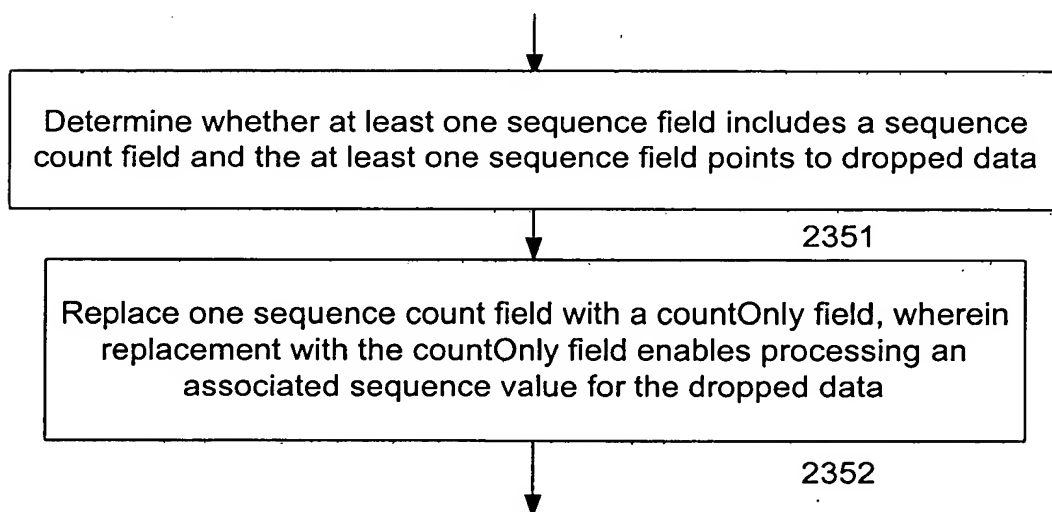 Determine whether at least one sequence field includes a sequence
count field and the at least one sequence field points to dropped data
2351
Replace one sequence count field with a countOnly field, wherein
replacement with the countOnly field enables processing an
associated sequence value for the dropped data
2352